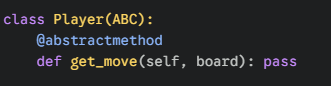 class Player(ABC):
    @abstractmethod
    def get_move(self, board): pass